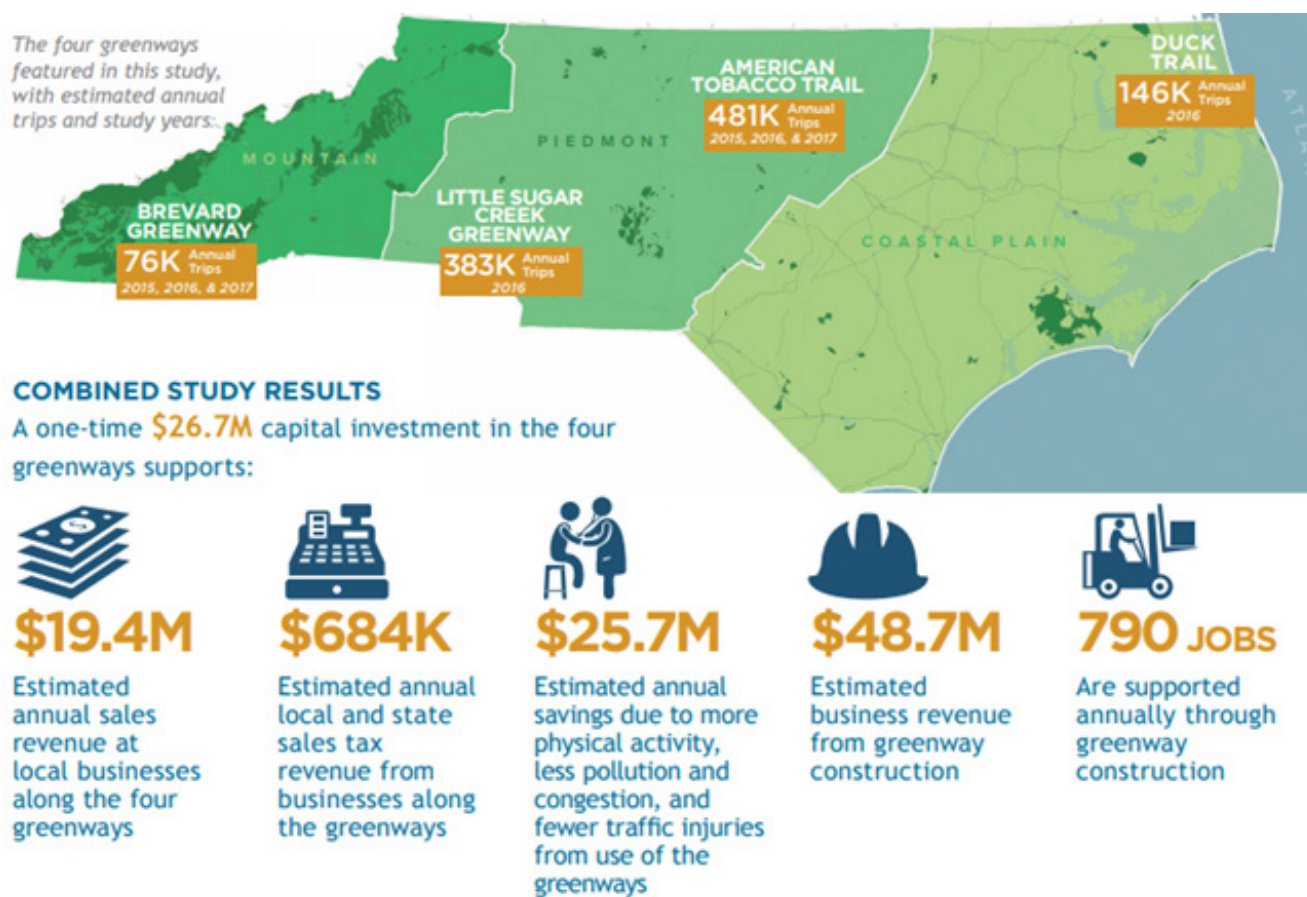 The four greenways
featured in this study,
with estimated annual
trips and study years.
MOUNTAIN
BREVARD
GREENWAY
76K Annual
Trips
2015, 2016, & 2017
PIEDMONT
LITTLE SUGAR
CREEK
GREENWAY
383K Annual
Trips
2016
AMERICAN
TOBACCO TRAIL
481K Annual
Trips
2015, 2016, & 2017
DUCK
TRAIL
146K Annual
Trips
2016
COASTAL PLAIN
COMBINED STUDY RESULTS
A one-time $26.7M capital investment in the four
greenways supports:
$19.4M
Estimated
annual sales
revenue at
local businesses
along the four
greenways
$684K
Estimated annual
local and state
sales tax
revenue from
businesses along
the greenways
$25.7M
Estimated annual
savings due to more
physical activity,
less pollution and
congestion, and
fewer traffic injuries
from use of the
greenways
$48.7M
Estimated
business revenue
from greenway
construction
790 JOBS
Are supported
annually through
greenway
construction